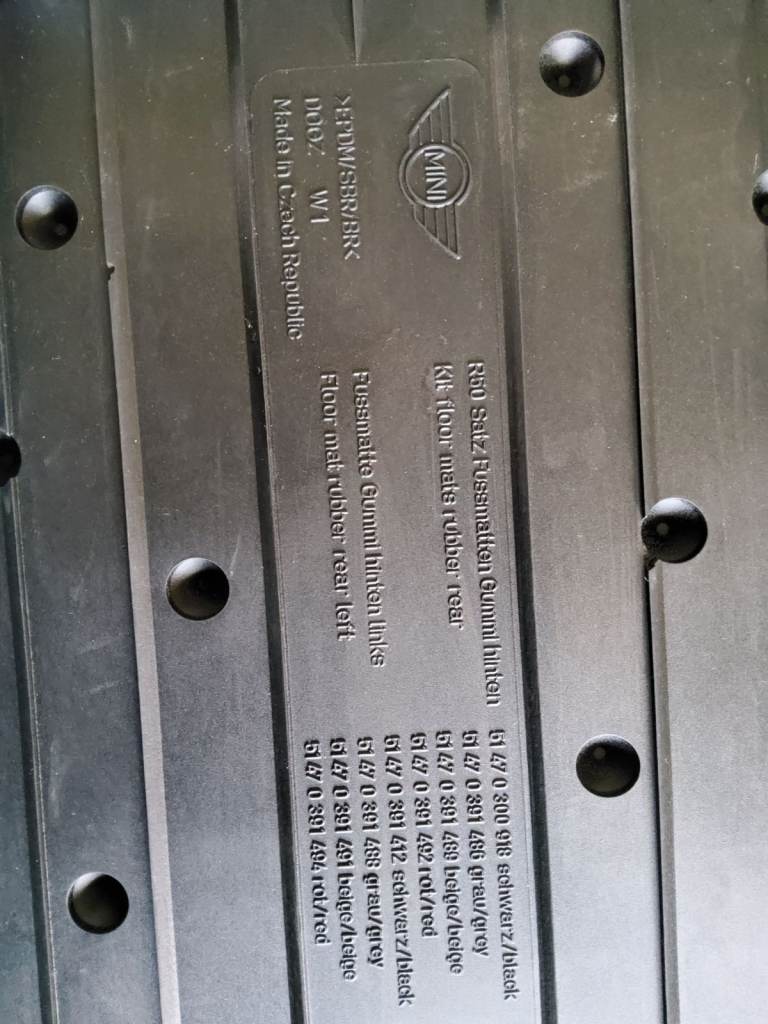 MINI
>EPDM/SBR/BR<
D06Z W1
Made in Czech Republic
R50 Satz Fussmatten Gummi hinten
Kit floor mats rubber rear
Fussmatte Gummi hinten links
Floor mat rubber rear left
51 47 0 300 918 schwarz/black
51 47 0 391 486 grau/grey
51 47 0 391 489 beige/beige
51 47 0 391 492 rot/red
51 47 0 391 412 schwarz/black
51 47 0 391 488 grau/grey
51 47 0 391 491 beige/beige
51 47 0 391 494 rot/red